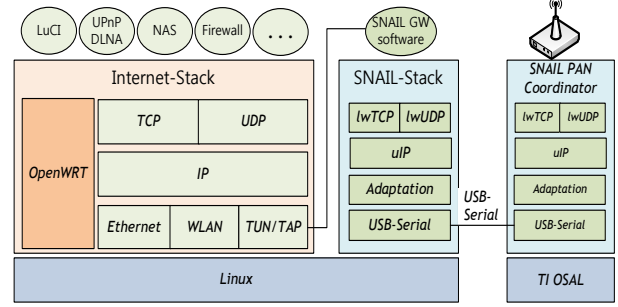 LuCI
UPnP
DLNA
NAS
Firewall
...
SNAIL GW
software
Internet-Stack
SNAIL-Stack
SNAIL PAN
Coordinator
OpenWRT
TCP
UDP
IP
Ethernet
WLAN
TUN/TAP
lwTCP
lwUDP
uIP
Adaptation
USB-Serial
USB-
Serial
lwTCP
lwUDP
uIP
Adaptation
USB-Serial
Linux
TI OSAL